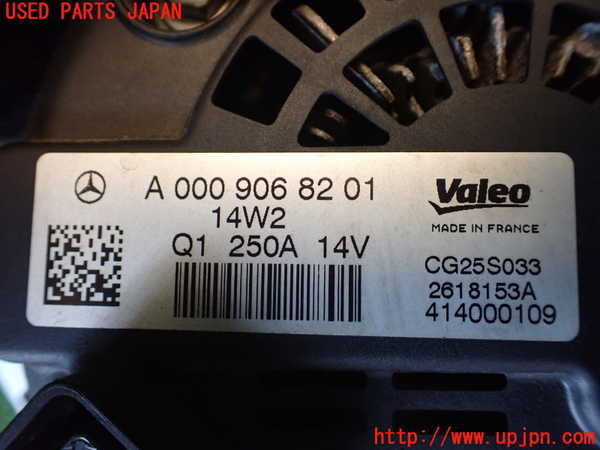 USED PARTS JAPAN
A 000 906 82 01
14W2
Q1 250A 14V
Valeo
MADE IN FRANCE
CG25S033
2618153A
414000109
http://www.upjpn.com/